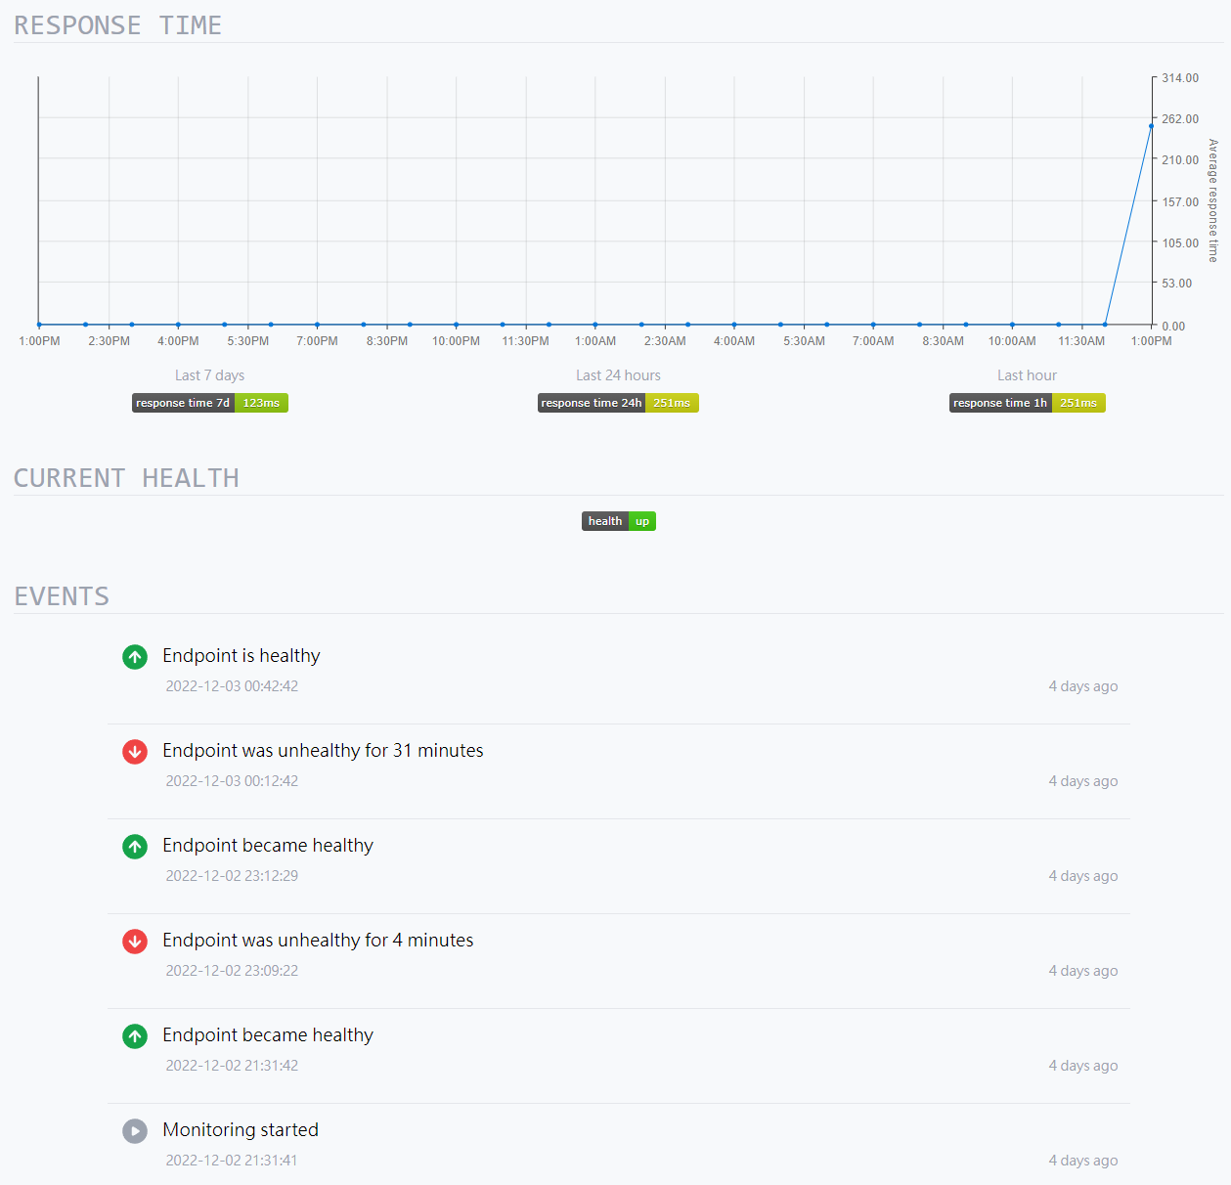 RESPONSE TIME
314.00
262.00
210.00
157.00
105.00
53.00
0.00
Average response time
1:00PM 2:30PM 4:00PM 5:30PM 7:00PM 8:30PM 10:00PM 11:30PM 1:00AM 2:30AM 4:00AM 5:30AM 7:00AM 8:30AM 10:00AM 11:30AM 1:00PM
Last 7 days Last 24 hours Last hour
response time 7d 123ms response time 24h 251ms response time 1h 251ms
CURRENT HEALTH
health up
EVENTS
Endpoint is healthy
2022-12-03 00:42:42 4 days ago
Endpoint was unhealthy for 31 minutes
2022-12-03 00:12:42 4 days ago
Endpoint became healthy
2022-12-02 23:12:29 4 days ago
Endpoint was unhealthy for 4 minutes
2022-12-02 23:09:22 4 days ago
Endpoint became healthy
2022-12-02 21:31:42 4 days ago
Monitoring started
2022-12-02 21:31:41 4 days ago